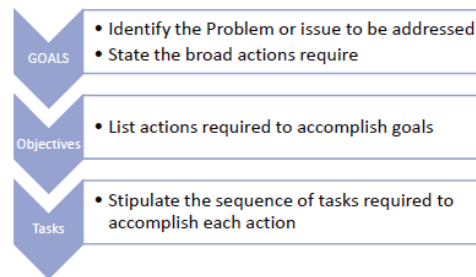 GOALS
• Identify the Problem or issue to be addressed
• State the broad actions require
Objectives
• List actions required to accomplish goals
Tasks
• Stipulate the sequence of tasks required to
accomplish each action